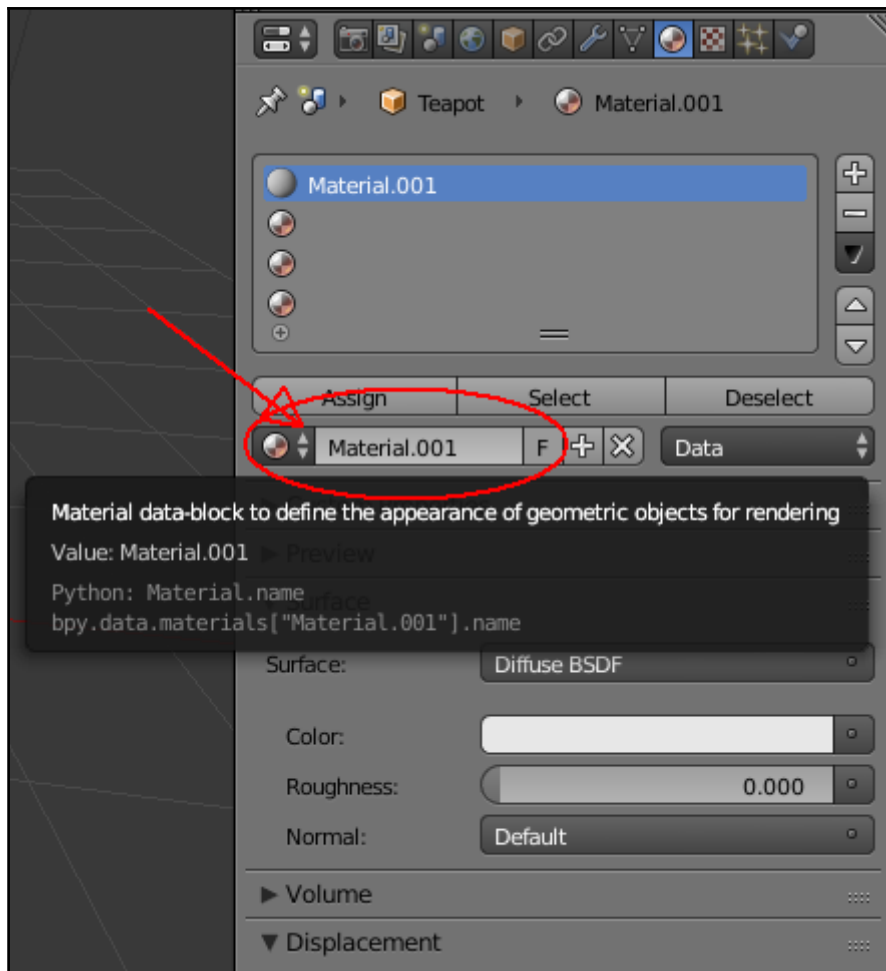 Teapot Material.001
Material.001
Assign Select Deselect
Material.001 F Data
Material data-block to define the appearance of geometric objects for rendering
Value: Material.001
Preview
Python: Material.name
Surface
bpy.data.materials["Material.001"].name
Surface: Diffuse BSDF
Color:
Roughness: 0.000
Normal: Default
Volume
Displacement